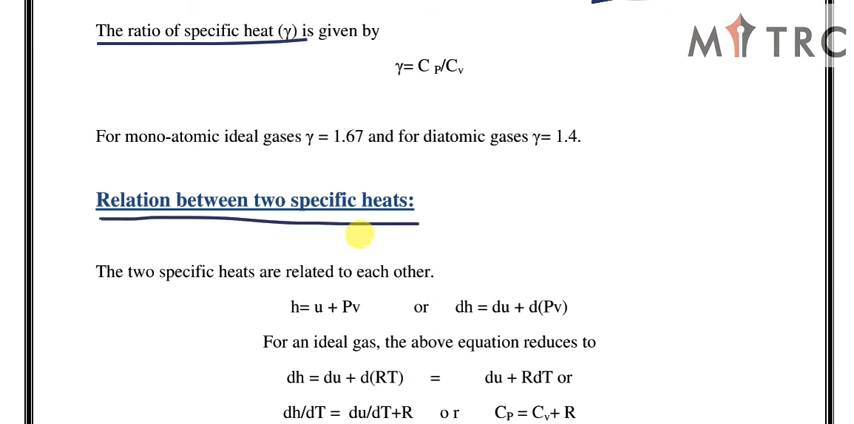 MTRC
The ratio of specific heat (γ) is given by
γ= C P/Cv
For mono-atomic ideal gases γ = 1.67 and for diatomic gases γ= 1.4.
Relation between two specific heats:
The two specific heats are related to each other.
h= u + Pv or dh = du + d(Pv)
For an ideal gas, the above equation reduces to
dh = du + d(RT) = du + RdT or
dh/dT = du/dT+R o r CP = Cv+ R